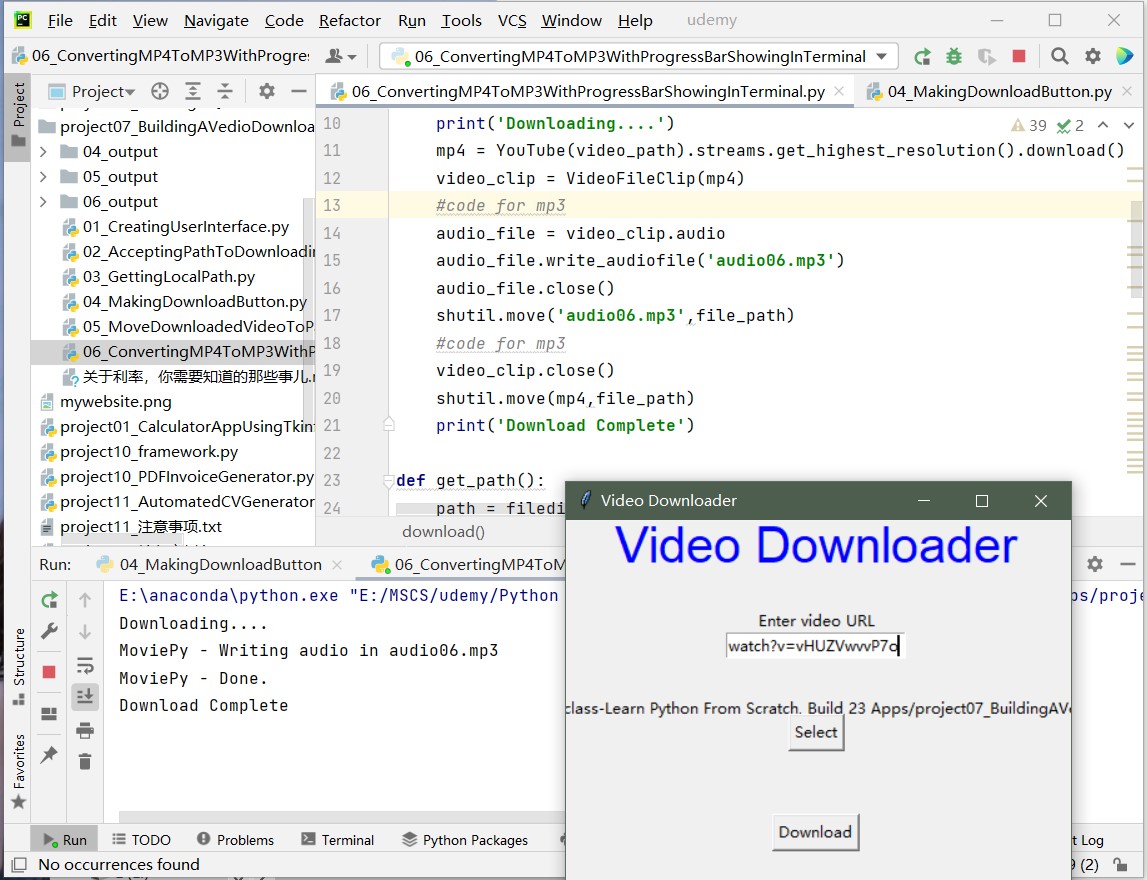 File Edit View Navigate Code Refactor Run Tools VCS Window Help udemy
06_ConvertingMP4ToMP3WithProgres 06_ConvertingMP4ToMP3WithProgressBarShowingInTerminal
Project Project 06_ConvertingMP4ToMP3WithProgressBarShowingInTerminal.py 04_MakingDownloadButton.py
project07_BuildingAVedioDownloa
04_output
05_output
06_output
01_CreatingUserInterface.py
02_AcceptingPathToDownloadi
03_GettingLocalPath.py
04_MakingDownloadButton.py
05_MoveDownloadedVideoToP
06_ConvertingMP4ToMP3WithP
关于利率，你需要知道的那些事儿.
mywebsite.png
project01_CalculatorAppUsingTkin
project10_framework.py
project10_PDFInvoiceGenerator.py
project11_AutomatedCVGenerator
project11_注意事项.txt
39 2
10 print('Downloading....')
11 mp4 = YouTube(video_path).streams.get_highest_resolution().download()
12 video_clip = VideoFileClip(mp4)
13 #code for mp3
14 audio_file = video_clip.audio
15 audio_file.write_audiofile('audio06.mp3')
16 audio_file.close()
17 shutil.move('audio06.mp3',file_path)
18 #code for mp3
19 video_clip.close()
20 shutil.move(mp4,file_path)
21 print('Download Complete')
22
23 def get_path():
24 path = filedi
download()
Run: 04_MakingDownloadButton 06_ConvertingMP4ToM
E:\anaconda\python.exe "E:/MSCS/udemy/Python
ps/proje
Downloading....
MoviePy - Writing audio in audio06.mp3
MoviePy - Done.
Download Complete
Structure
Favorites
Video Downloader
Video Downloader
Enter video URL
watch?v=vHUZVwvvP7o
class-Learn Python From Scratch. Build 23 Apps/project07_BuildingAVe
Select
Download
Run TODO Problems Terminal Python Packages t Log
No occurrences found
9 (2)